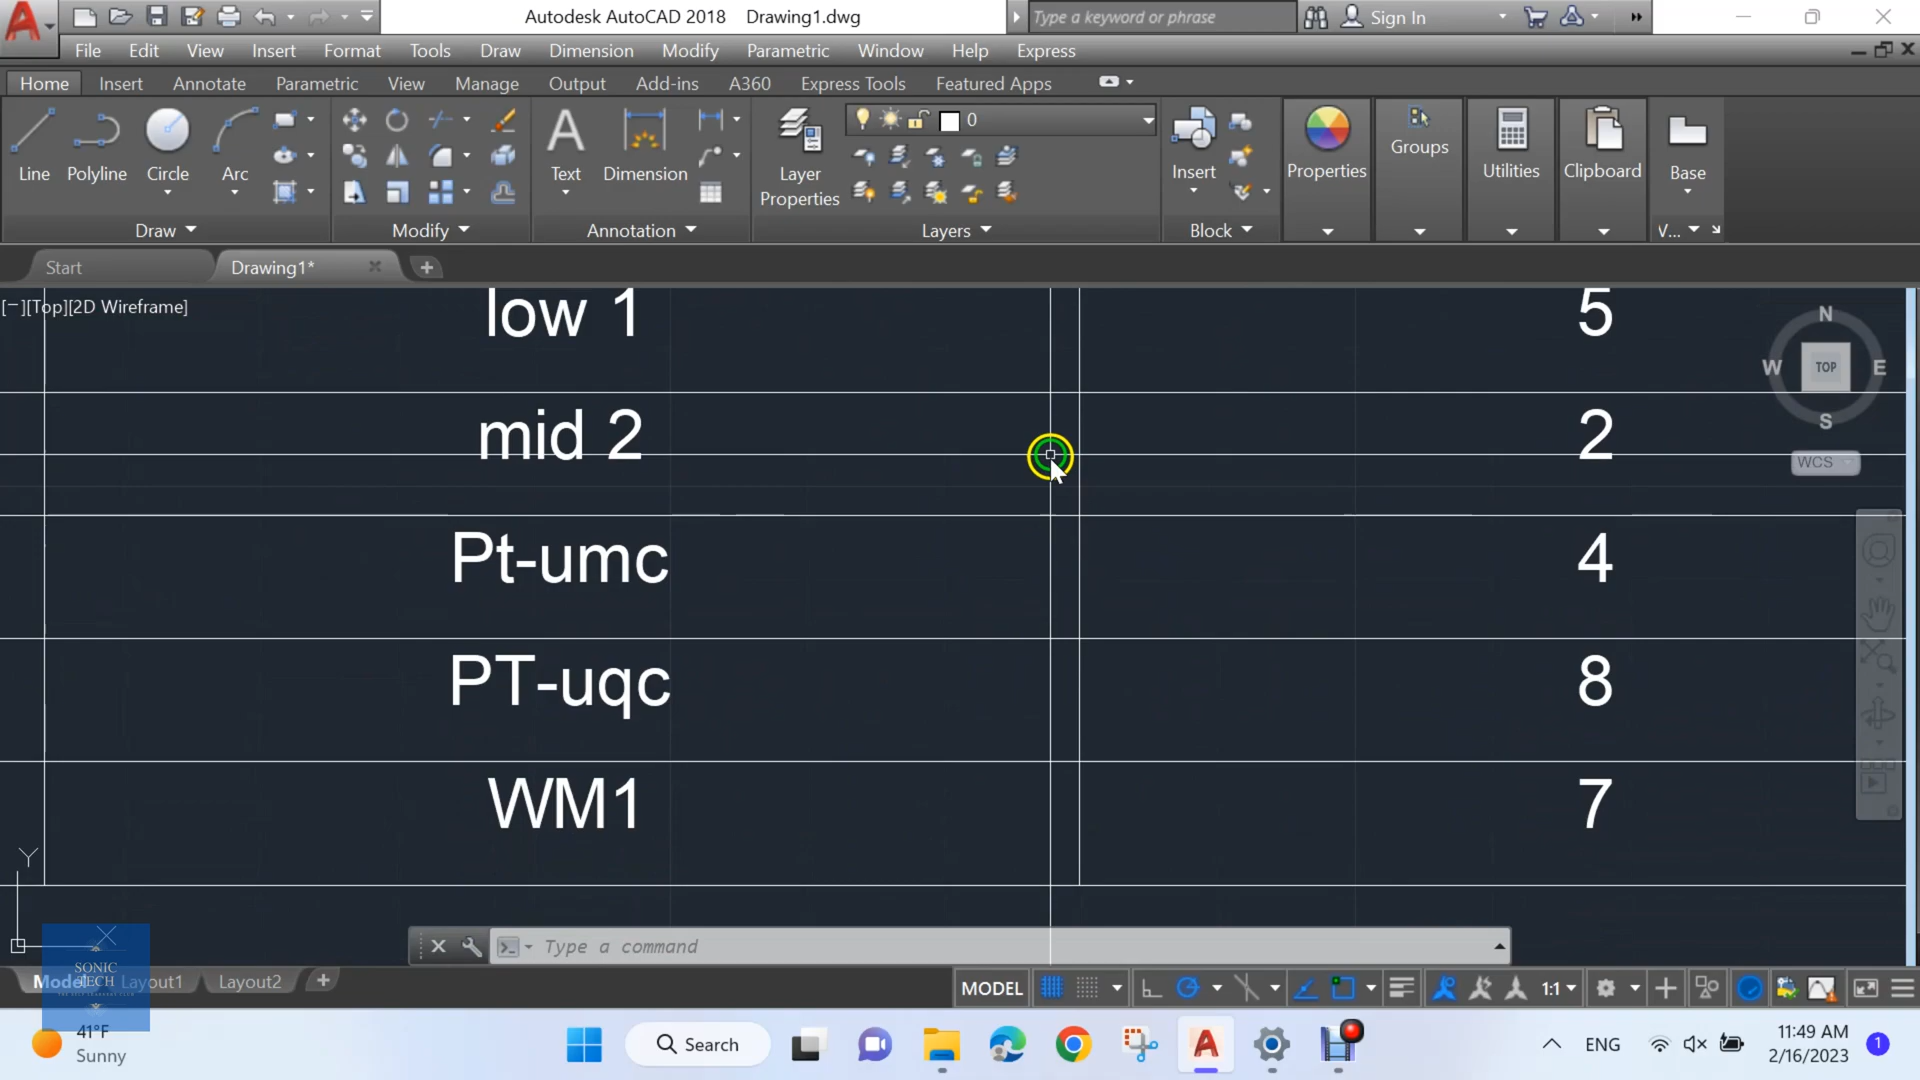 Autodesk AutoCAD 2018 Drawing1.dwg
Type a keyword or phrase
Sign In
File Edit View Insert Format Tools Draw Dimension Modify Parametric Window Help Express
Home Insert Annotate Parametric View Manage Output Add-ins A360 Express Tools Featured Apps
Line Polyline Circle Arc
Text Dimension
Layer Properties
0
Insert
Properties
Groups
Utilities
Clipboard
Base
Draw Modify Annotation Layers Block V...
Start Drawing1*
[−][Top][2D Wireframe]
low 1 5
mid 2 2
Pt-umc 4
PT-uqc 8
WM1 7
N
W TOP E
S
WCS
Y
X
Type a command
SONIC
TECH
Model Layout1 Layout2
MODEL 1:1
41°F
Sunny
Search
ENG
11:49 AM
2/16/2023
1